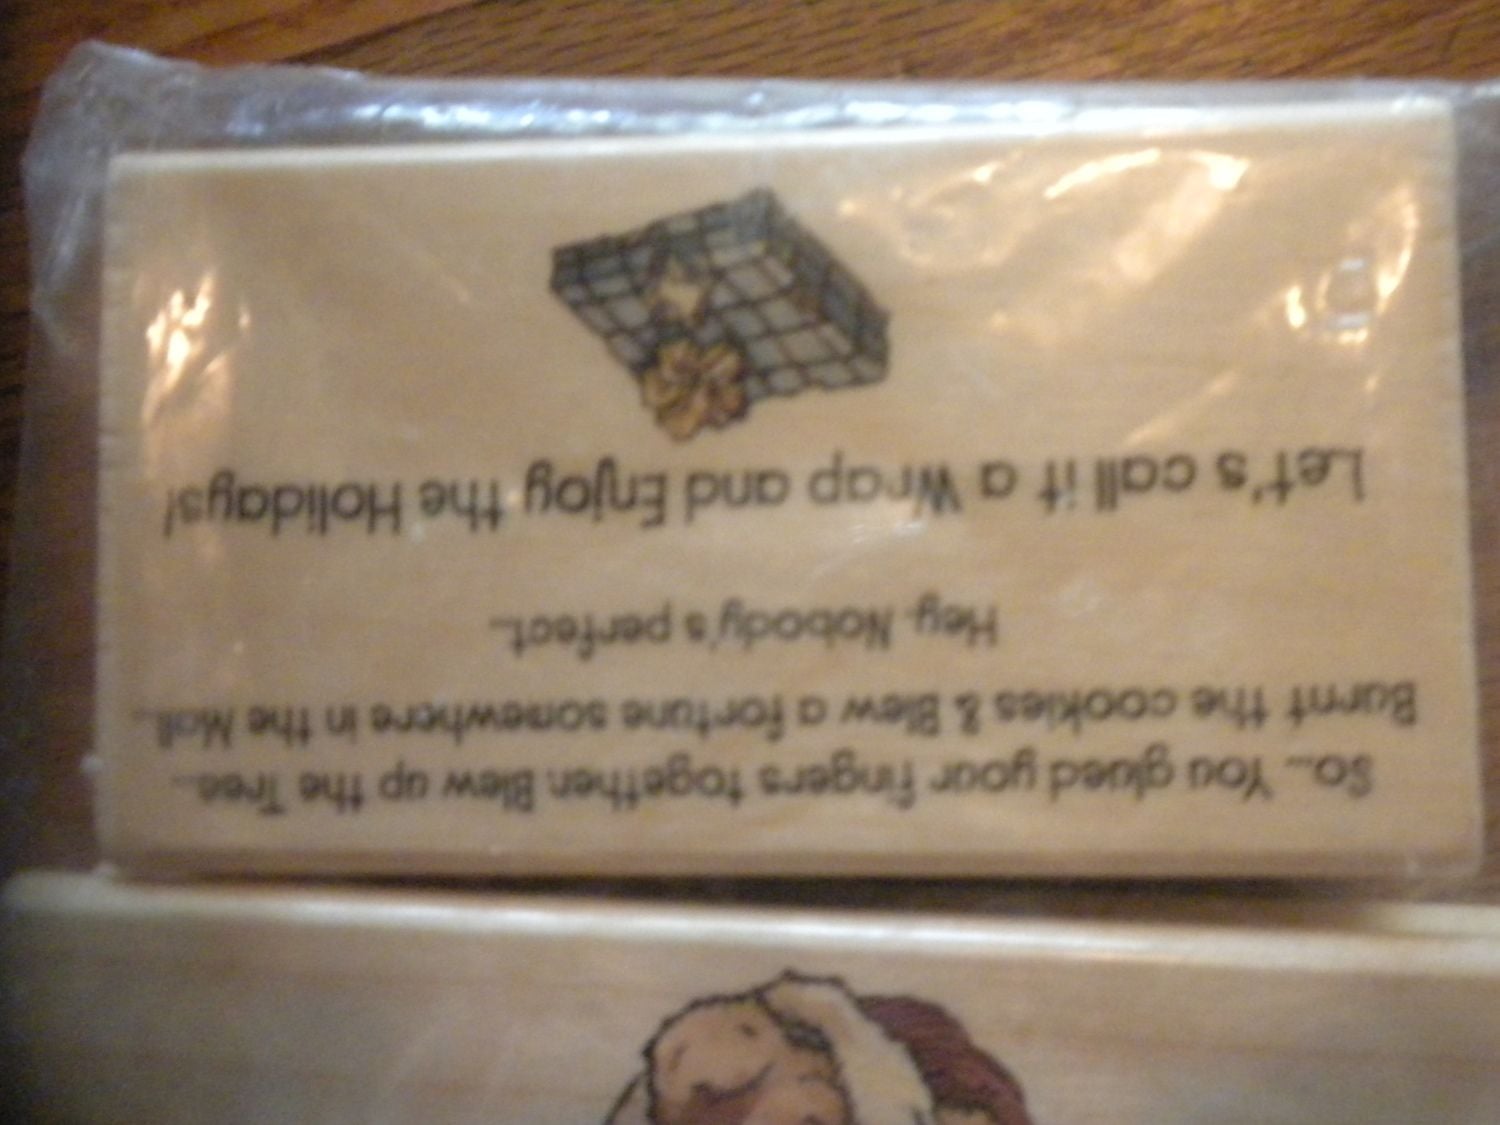 So... You glued your fingers together. Blew up the Tree...
Burnt the cookies & Blew a fortune somewhere in the Mall...
Hey, Nobody's perfect...
Let's call it a Wrap and Enjoy the Holidays!